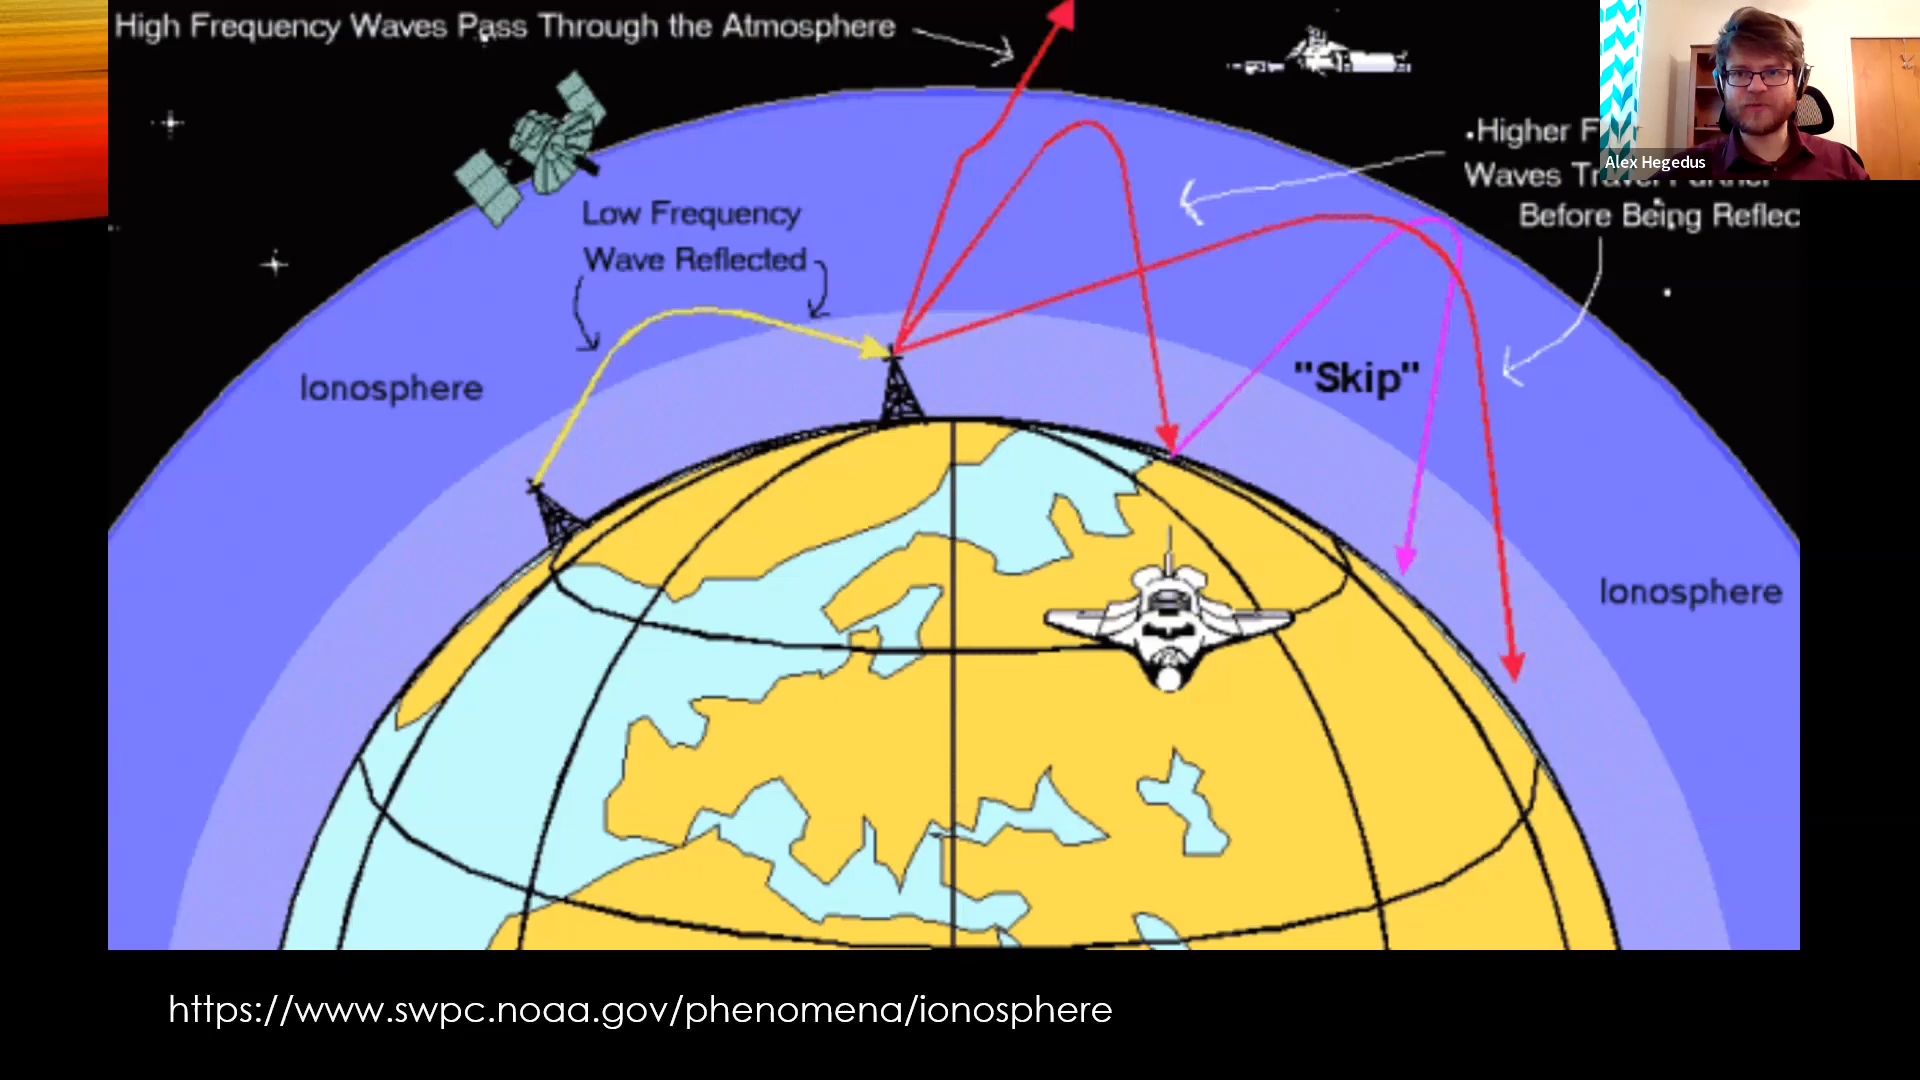 High Frequency Waves Pass Through the Atmosphere
Higher
Waves
Before Being
Alex Hegedus
Low Frequency
Wave Reflected
Ionosphere
"Skip"
Ionosphere
https://www.swpc.noaa.gov/phenomena/ionosphere